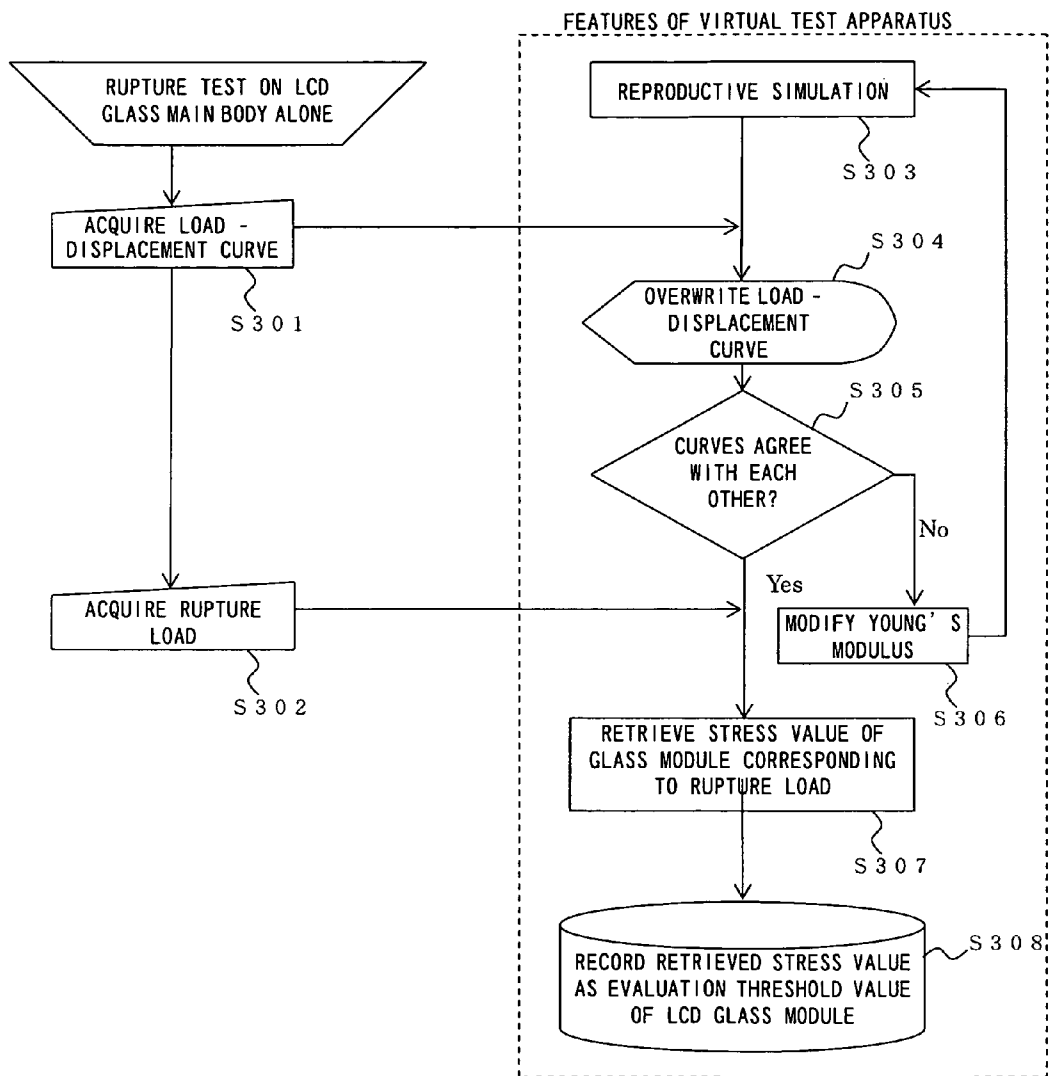 FEATURES OF VIRTUAL TEST APPARATUS
RUPTURE TEST ON LCD
GLASS MAIN BODY ALONE
REPRODUCTIVE SIMULATION
S303
ACQUIRE LOAD -
DISPLACEMENT CURVE
S301
S304
OVERWRITE LOAD -
DISPLACEMENT
CURVE
S305
CURVES AGREE
WITH EACH
OTHER?
No
Yes
ACQUIRE RUPTURE
LOAD
S302
MODIFY YOUNG'S
MODULUS
S306
RETRIEVE STRESS VALUE OF
GLASS MODULE CORRESPONDING
TO RUPTURE LOAD
S307
S308
RECORD RETRIEVED STRESS VALUE
AS EVALUATION THRESHOLD VALUE
OF LCD GLASS MODULE